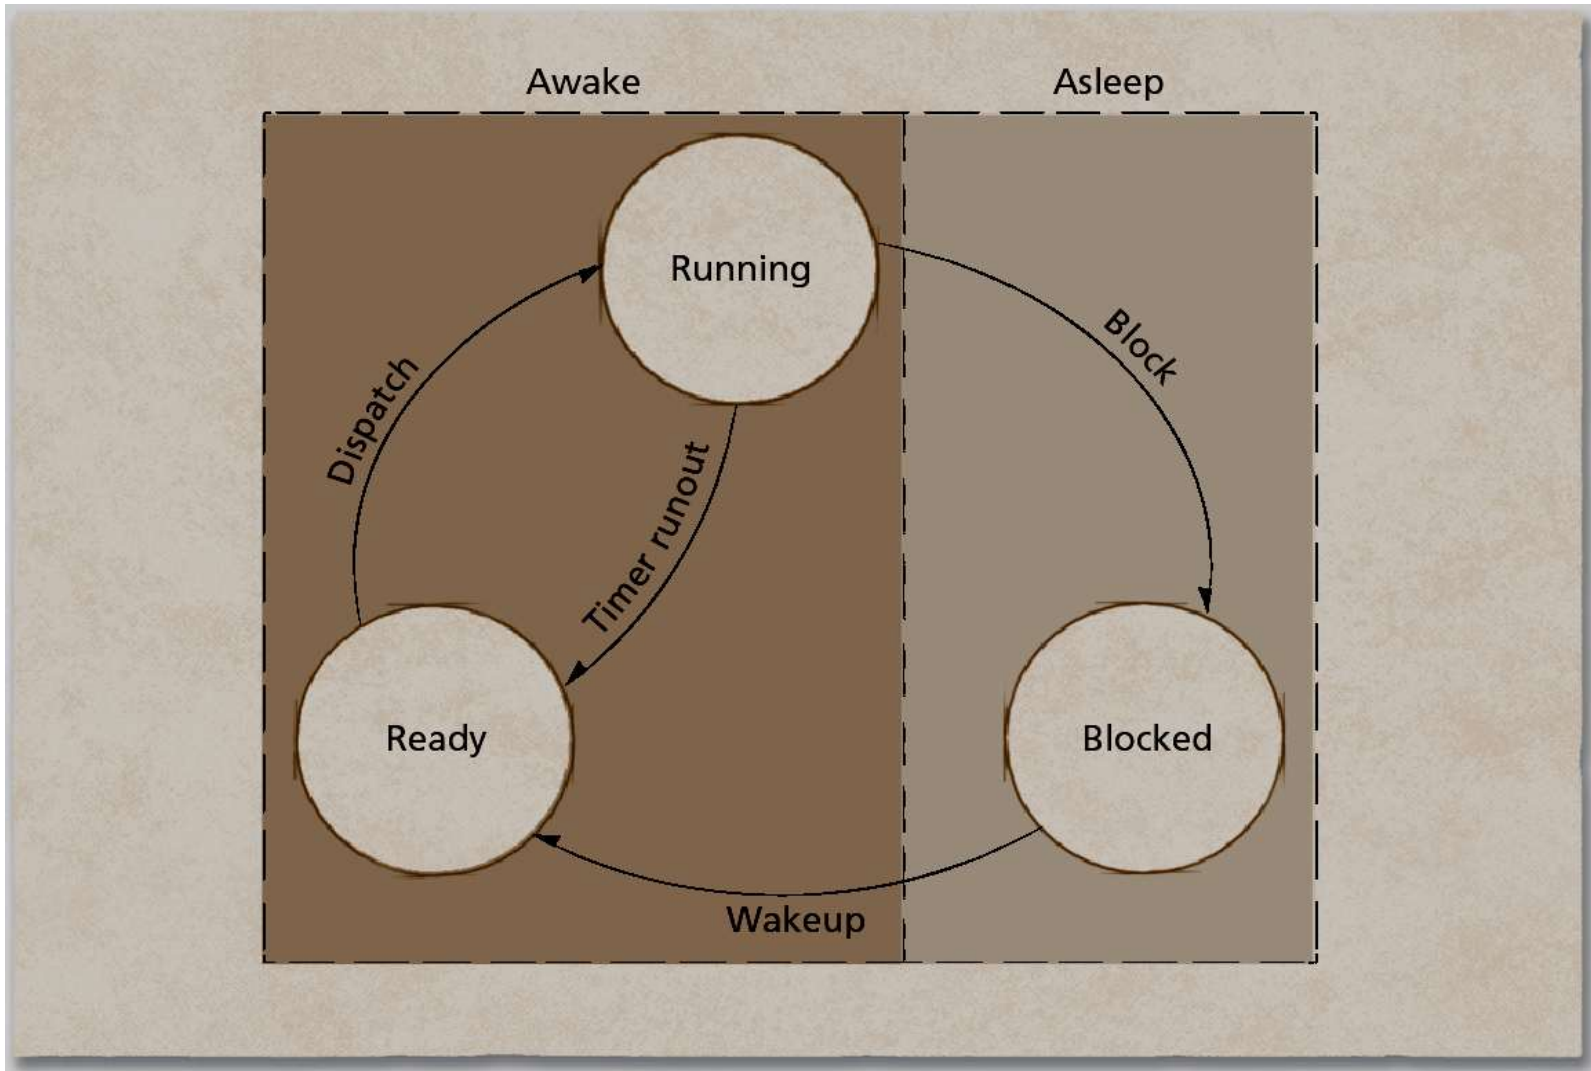 Awake
Asleep
Running
Block
Dispatch
Timer runout
Ready
Blocked
Wakeup